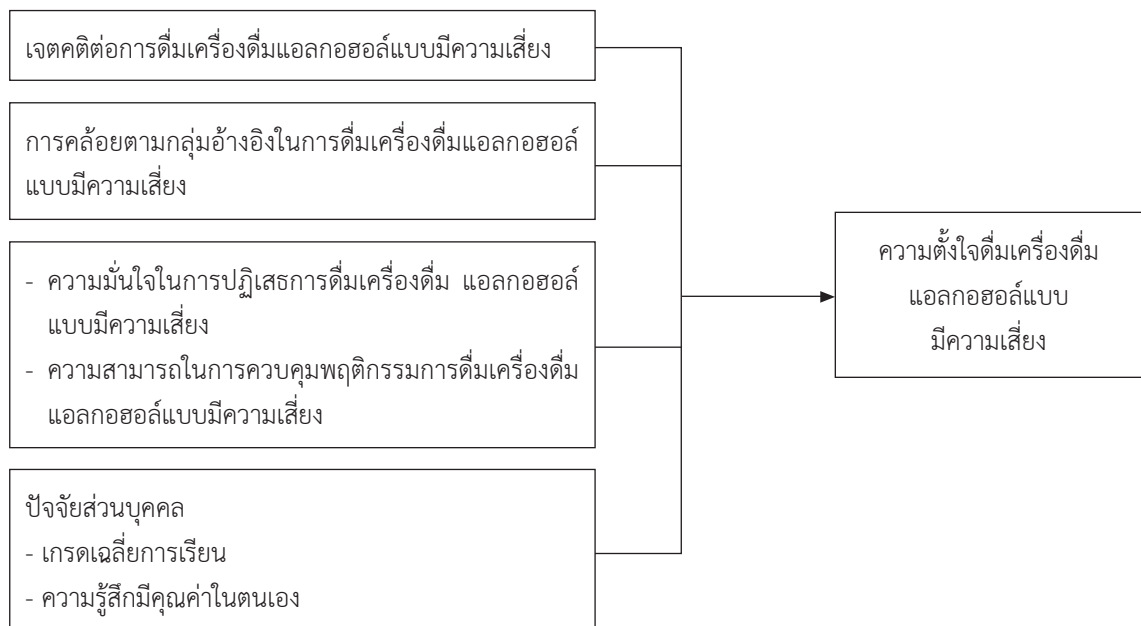 เจตคติต่อการดื่มเครื่องดื่มแอลกอฮอล์แบบมีความเสี่ยง
การคล้อยตามกลุ่มอ้างอิงในการดื่มเครื่องดื่มแอลกอฮอล์
แบบมีความเสี่ยง
- ความมั่นใจในการปฏิเสธการดื่มเครื่องดื่ม แอลกอฮอล์
แบบมีความเสี่ยง
- ความสามารถในการควบคุมพฤติกรรมการดื่มเครื่องดื่ม
แอลกอฮอล์แบบมีความเสี่ยง
ปัจจัยส่วนบุคคล
- เกรดเฉลี่ยการเรียน
- ความรู้สึกมีคุณค่าในตนเอง
ความตั้งใจดื่มเครื่องดื่ม
แอลกอฮอล์แบบ
มีความเสี่ยง